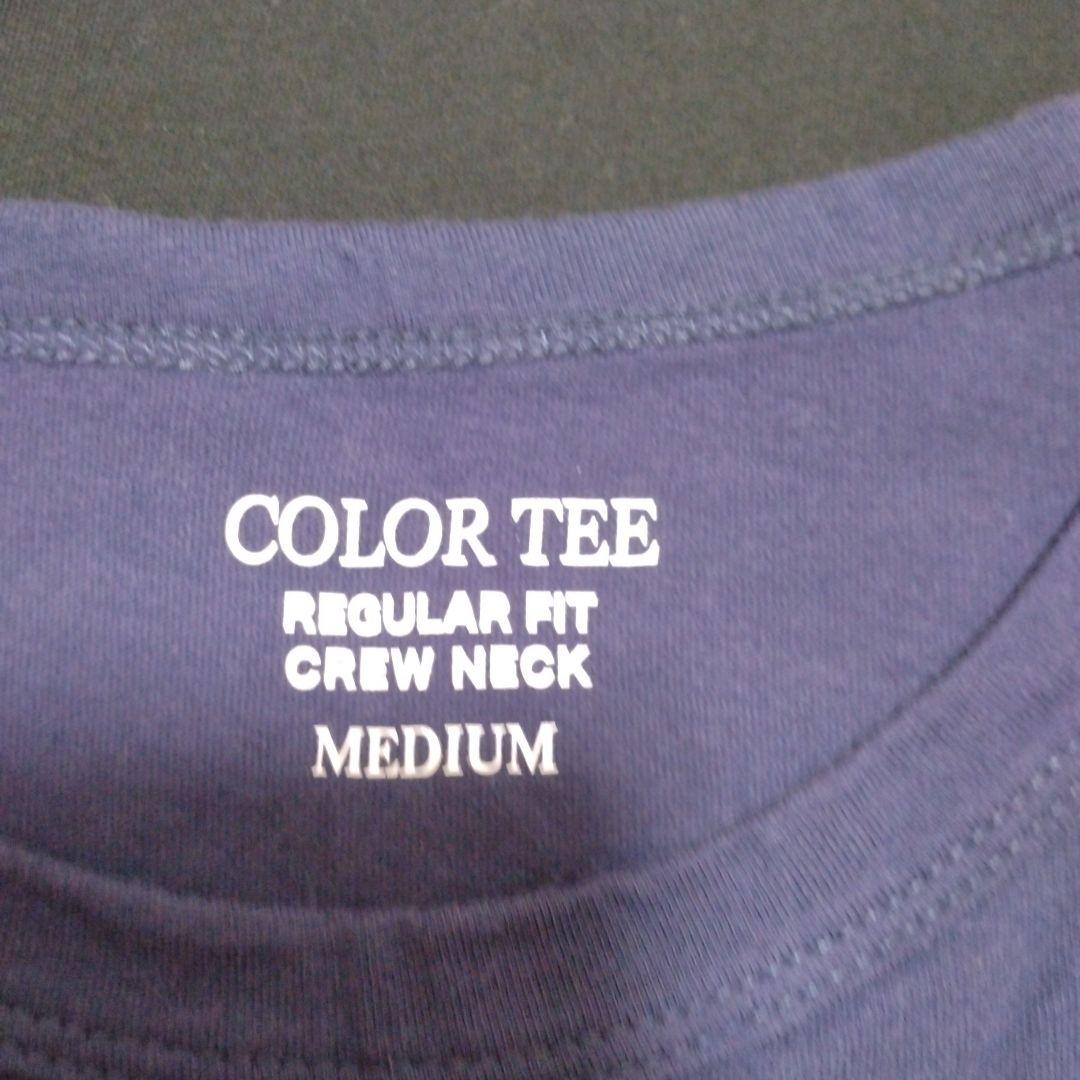 COLOR TEE
REGULAR FIT
CREW NECK
MEDIUM